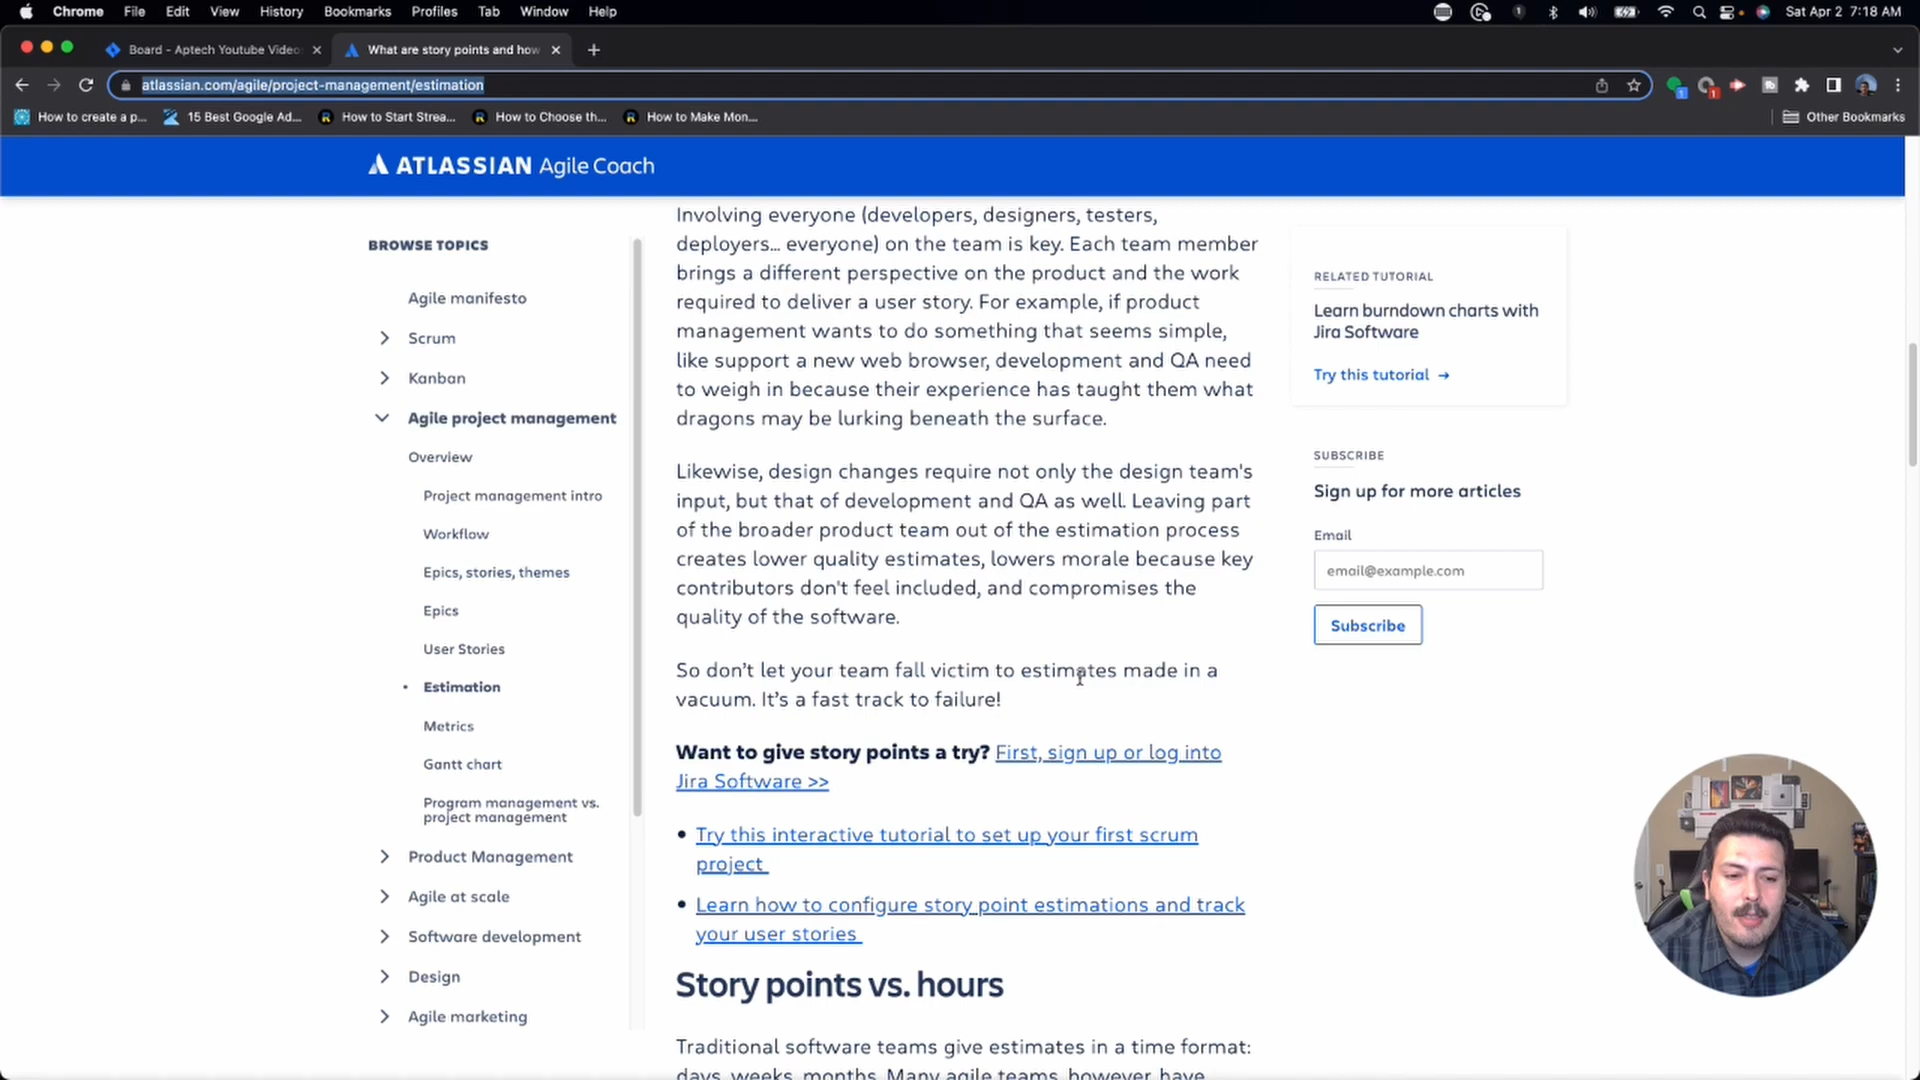 Chrome File Edit View History Bookmarks Profiles Tab Window Help
Sat Apr 2 7:18 AM
Board - Aptech Youtube Video
What are story points and how
atlassian.com/agile/project-management/estimation
How to create a p...
15 Best Google Ad...
How to Start Strea...
How to Choose th...
How to Make Mon...
Other Bookmarks
ATLASSIAN Agile Coach
BROWSE TOPICS
Agile manifesto
Scrum
Kanban
Agile project management
Overview
Project management intro
Workflow
Epics, stories, themes
Epics
User Stories
Estimation
Metrics
Gantt chart
Program management vs.
project management
Product Management
Agile at scale
Software development
Design
Agile marketing
Involving everyone (developers, designers, testers,
deployers... everyone) on the team is key. Each team member
brings a different perspective on the product and the work
required to deliver a user story. For example, if product
management wants to do something that seems simple,
like support a new web browser, development and QA need
to weigh in because their experience has taught them what
dragons may be lurking beneath the surface.
Likewise, design changes require not only the design team's
input, but that of development and QA as well. Leaving part
of the broader product team out of the estimation process
creates lower quality estimates, lowers morale because key
contributors don't feel included, and compromises the
quality of the software.
So don’t let your team fall victim to estimates made in a
vacuum. It’s a fast track to failure!
Want to give story points a try? First, sign up or log into
Jira Software >>
• Try this interactive tutorial to set up your first scrum
project
• Learn how to configure story point estimations and track
your user stories
Story points vs. hours
Traditional software teams give estimates in a time format:
days, weeks, months. Many agile teams, however, have
RELATED TUTORIAL
Learn burndown charts with
Jira Software
Try this tutorial →
SUBSCRIBE
Sign up for more articles
Email
email@example.com
Subscribe